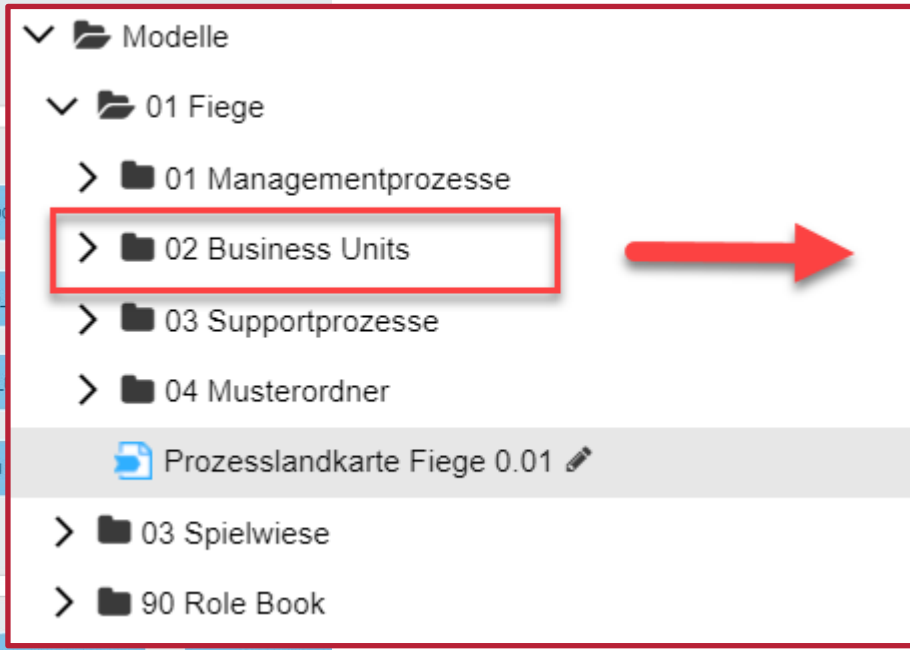 Modelle
01 Fiege
01 Managementprozesse
02 Business Units
03 Supportprozesse
04 Musterordner
Prozesslandkarte Fiege 0.01
03 Spielwiese
90 Role Book